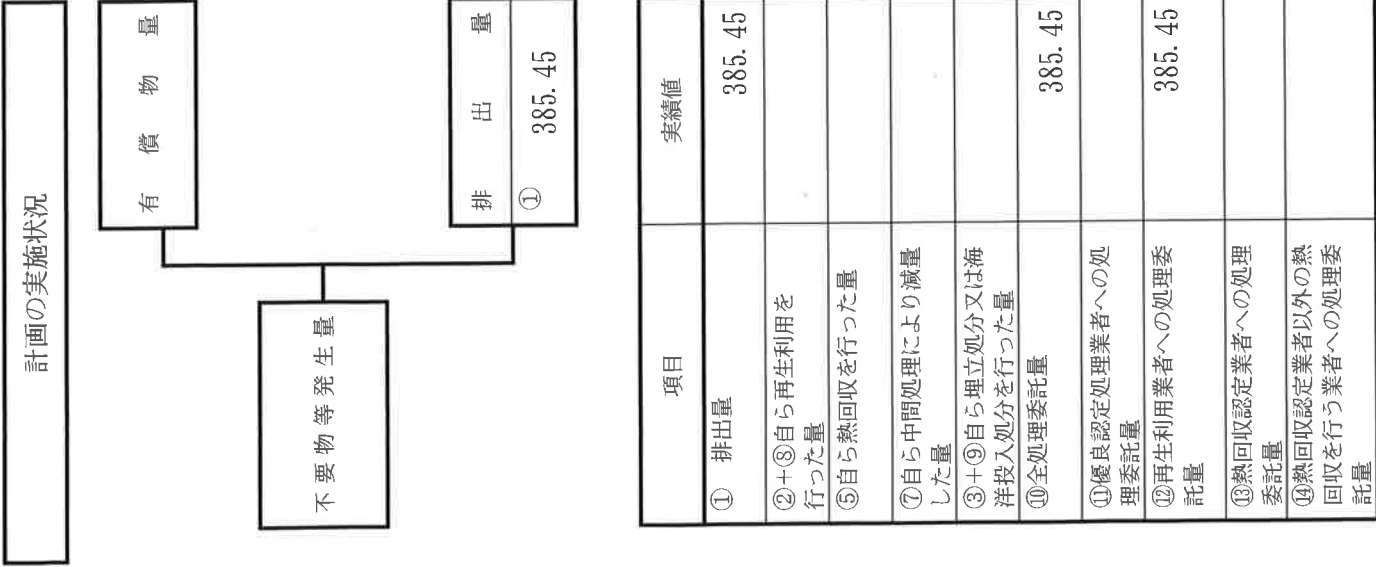 計画の実施状況
有償物量
不要物等発生量
排出量
①
385.45
項目
実績値
① 排出量
385.45
②+⑧自ら再生利用を
行った量
⑤自ら熱回収を行った量
⑦自ら中間処理により減量
した量
③+⑨自ら埋立処分又は海
洋投入処分を行った量
⑩全処理委託量
385.45
⑪優良認定処理業者への処
理委託量
⑫再生利用業者への処理委
託量
385.45
⑬熱回収認定業者への処理
委託量
⑭熱回収認定業者以外の熱
回収を行う業者への処理委
託量